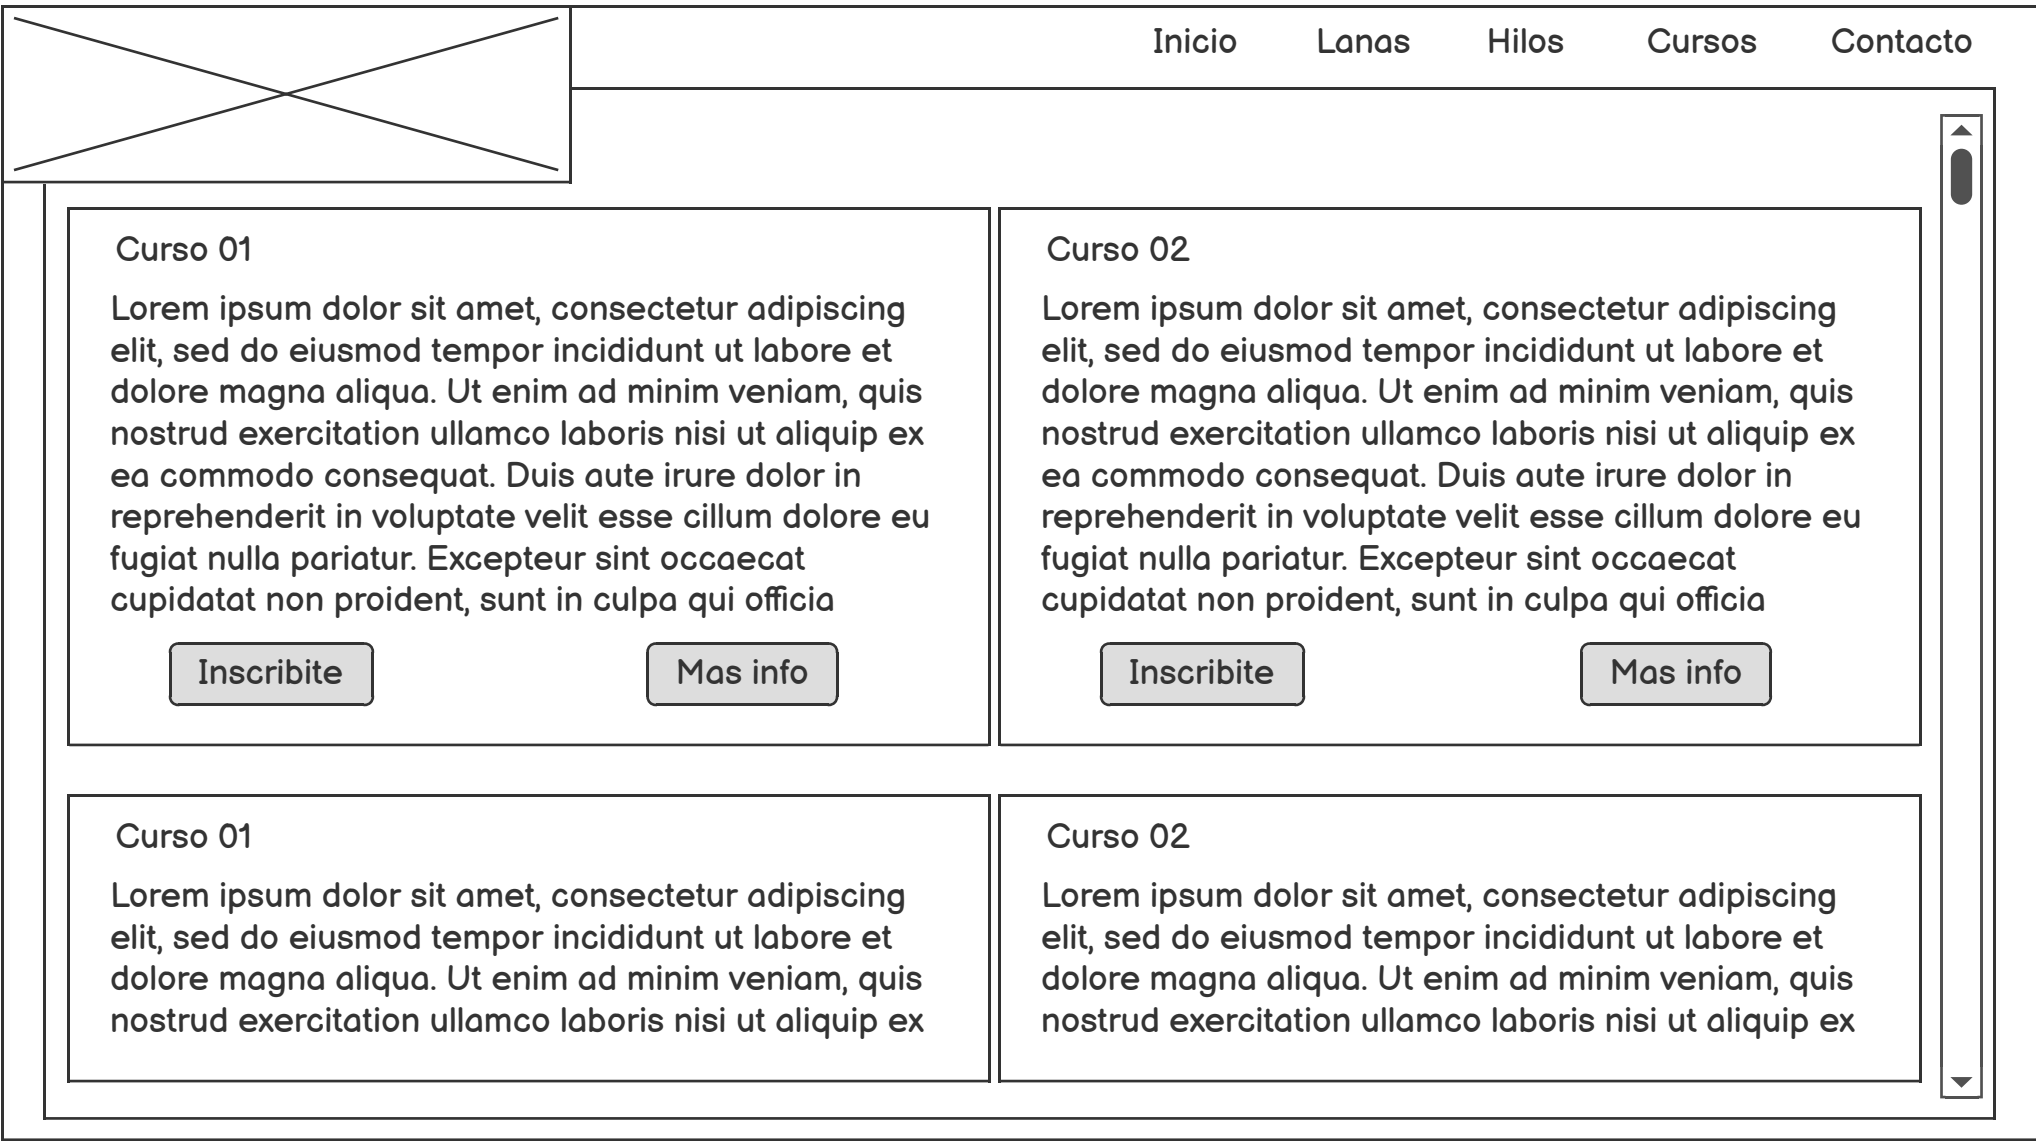 Inicio Lanas Hilos Cursos Contacto
Curso 01
Lorem ipsum dolor sit amet, consectetur adipiscing
elit, sed do eiusmod tempor incididunt ut labore et
dolore magna aliqua. Ut enim ad minim veniam, quis
nostrud exercitation ullamco laboris nisi ut aliquip ex
ea commodo consequat. Duis aute irure dolor in
reprehenderit in voluptate velit esse cillum dolore eu
fugiat nulla pariatur. Excepteur sint occaecat
cupidatat non proident, sunt in culpa qui officia
Inscribite Mas info
Curso 02
Lorem ipsum dolor sit amet, consectetur adipiscing
elit, sed do eiusmod tempor incididunt ut labore et
dolore magna aliqua. Ut enim ad minim veniam, quis
nostrud exercitation ullamco laboris nisi ut aliquip ex
ea commodo consequat. Duis aute irure dolor in
reprehenderit in voluptate velit esse cillum dolore eu
fugiat nulla pariatur. Excepteur sint occaecat
cupidatat non proident, sunt in culpa qui officia
Inscribite Mas info
Curso 01
Lorem ipsum dolor sit amet, consectetur adipiscing
elit, sed do eiusmod tempor incididunt ut labore et
dolore magna aliqua. Ut enim ad minim veniam, quis
nostrud exercitation ullamco laboris nisi ut aliquip ex
Curso 02
Lorem ipsum dolor sit amet, consectetur adipiscing
elit, sed do eiusmod tempor incididunt ut labore et
dolore magna aliqua. Ut enim ad minim veniam, quis
nostrud exercitation ullamco laboris nisi ut aliquip ex